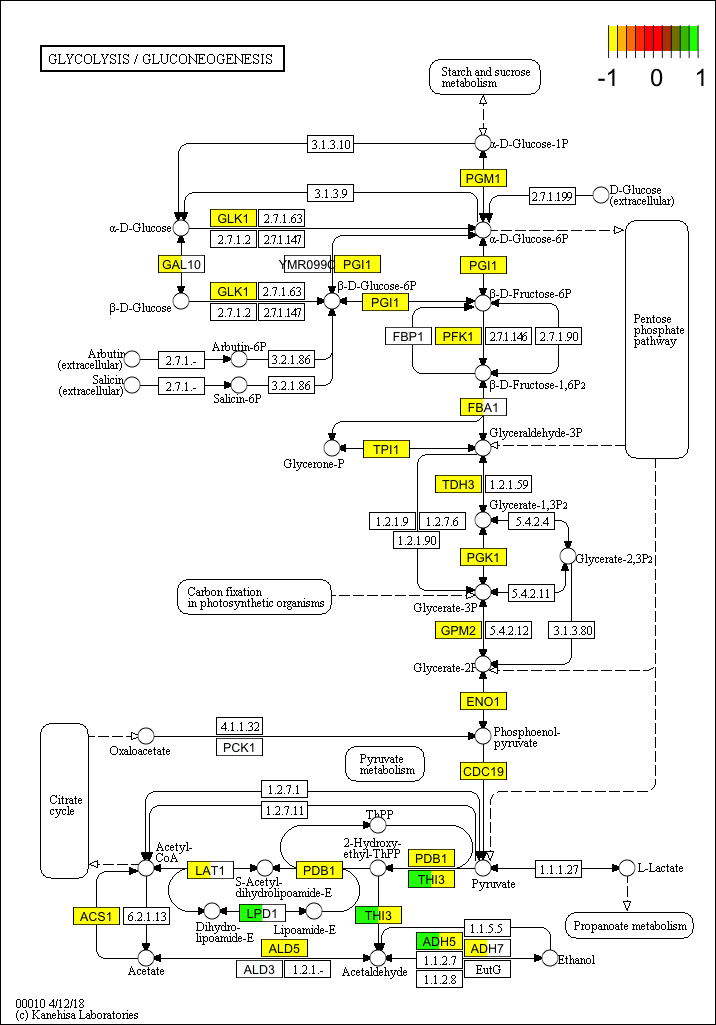 GLYCOLYSIS / GLUCONEOGENESIS
-1 0 1
Starch and sucrose
metabolism
3.1.3.10
α-D-Glucose-1P
PGM1
3.1.3.9
2.7.1.199
D-Glucose
(extracellular)
α-D-Glucose
GLK1
2.7.1.63
2.7.1.2
2.7.1.147
α-D-Glucose-6P
GAL10
YMR099C
PGI1
PGI1
β-D-Glucose
GLK1
2.7.1.63
2.7.1.2
2.7.1.147
β-D-Glucose-6P
PGI1
β-D-Fructose-6P
Pentose
phosphate
pathway
FBP1
PFK1
2.7.1.146
2.7.1.90
Arbutin
(extracellular)
2.7.1.-
Arbutin-6P
3.2.1.86
Salicin
(extracellular)
2.7.1.-
Salicin-6P
3.2.1.86
β-D-Fructose-1,6P2
FBA1
Glyceraldehyde-3P
Glycerone-P
TPI1
TDH3
1.2.1.59
Glycerate-1,3P2
1.2.1.9
1.2.7.6
1.2.1.90
5.4.2.4
PGK1
Glycerate-2,3P2
Carbon fixation
in photosynthetic organisms
Glycerate-3P
5.4.2.11
GPM2
5.4.2.12
3.1.3.80
Glycerate-2P
ENO1
4.1.1.32
PCK1
Oxaloacetate
Phosphoenol-
pyruvate
Pyruvate
metabolism
CDC19
Citrate
cycle
1.2.7.1
1.2.7.11
ThPP
Acetyl-
CoA
2-Hydroxy-
ethyl-ThPP
LAT1
S-Acetyl-
dihydrolipoamide-E
PDB1
PDB1
THI3
Pyruvate
1.1.1.27
L-Lactate
ACS1
6.2.1.13
Dihydro-
lipoamide-E
LPD1
Lipoamide-E
THI3
Propanoate metabolism
Acetate
ALD5
ALD3
1.2.1.-
Acetaldehyde
1.1.5.5
ADH5
ADH7
1.1.2.7
EutG
1.1.2.8
Ethanol
00010 4/12/18
(c) Kanehisa Laboratories